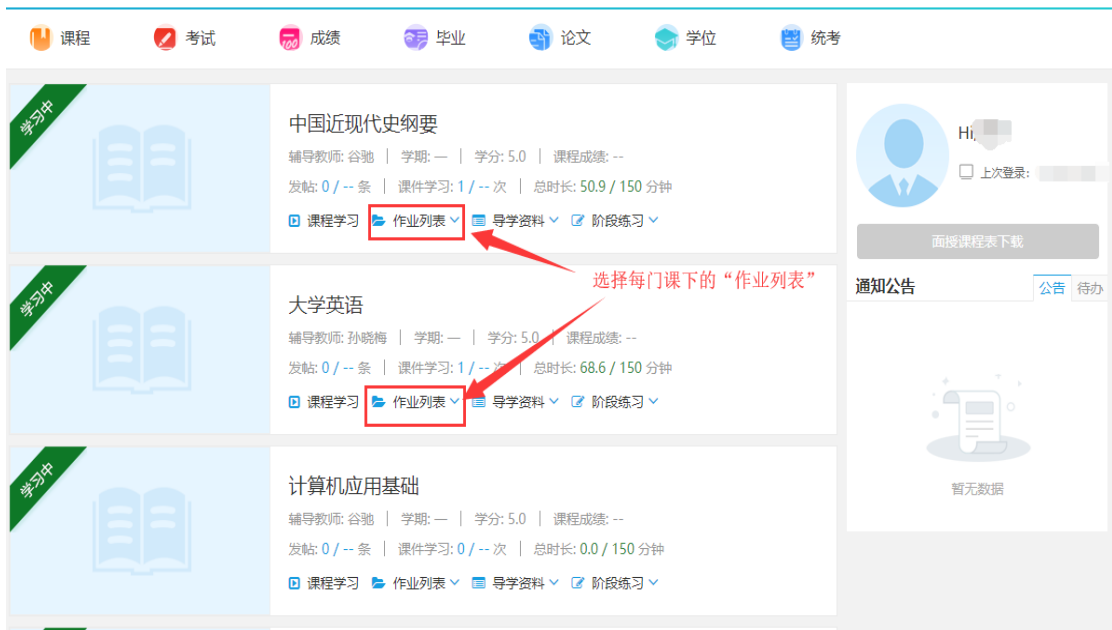 课程 考试 成绩 毕业 论文 学位 统考
学习中
中国近现代史纲要
辅导教师: 谷驰 | 学期: — | 学分: 5.0 | 课程成绩: --
发帖: 0 / -- 条 | 课件学习: 1 / -- 次 | 总时长: 50.9 / 150 分钟
课程学习 作业列表 导学资料 阶段练习
选择每门课下的“作业列表”
学习中
大学英语
辅导教师: 孙晓梅 | 学期: — | 学分: 5.0 | 课程成绩: --
发帖: 0 / -- 条 | 课件学习: 1 / -- 次 | 总时长: 68.6 / 150 分钟
课程学习 作业列表 导学资料 阶段练习
学习中
计算机应用基础
辅导教师: 谷驰 | 学期: — | 学分: 5.0 | 课程成绩: --
发帖: 0 / -- 条 | 课件学习: 0 / -- 次 | 总时长: 0.0 / 150 分钟
课程学习 作业列表 导学资料 阶段练习
Hi,
上次登录:
面授课程表下载
通知公告 公告 待办
暂无数据